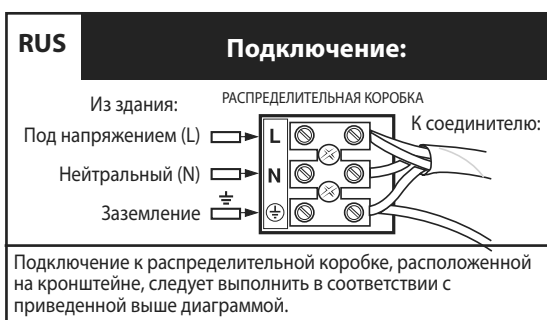 RUS
Подключение:
Из здания:
РАСПРЕДЕЛИТЕЛЬНАЯ КОРОБКА
К соединителю:
Под напряжением (L)
L
Нейтральный (N)
N
Заземление
Подключение к распределительной коробке, расположенной
на кронштейне, следует выполнить в соответствии с
приведенной выше диаграммой.